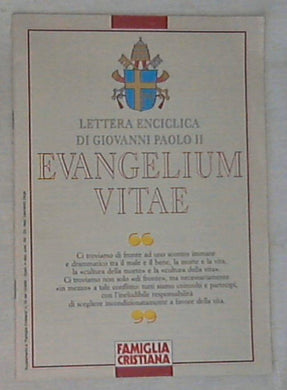 LETTERA ENCICLICA
DI GIOVANNI PAOLO II
EVANGELIUM
VITAE
“
Ci troviamo di fronte ad uno scontro immane
e drammatico tra il male e il bene, la morte e la vita,
la «cultura della morte» e la «cultura della vita».
Ci troviamo non solo «di fronte», ma necessariamente
«in mezzo» a tale conflitto: tutti siamo coinvolti e partecipi,
con l'ineludibile responsabilità
di scegliere incondizionatamente a favore della vita.
”
FAMIGLIA
CRISTIANA